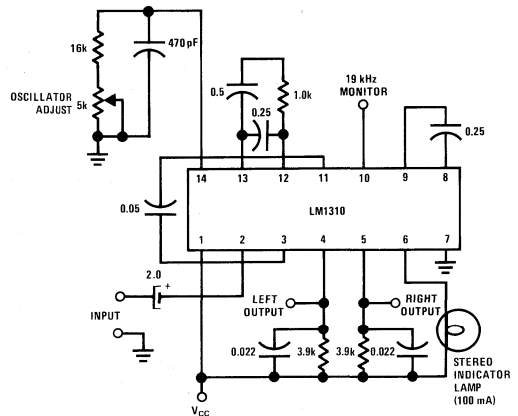 16k
470 pF
OSCILLATOR
ADJUST
5k
0.5
1.0k
0.25
19 kHz
MONITOR
0.25
14 13 12 11 10 9 8
0.05
LM1310
1 2 3 4 5 6 7
2.0
+
INPUT
LEFT
OUTPUT
RIGHT
OUTPUT
0.022
3.9k
3.9k
0.022
STEREO
INDICATOR
LAMP
(100 mA)
VCC